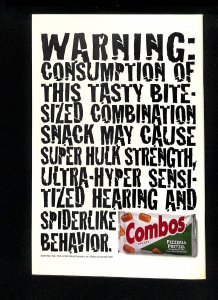 WARNING:
CONSUMPTION OF
THIS TASTY BITE-
SIZED COMBINATION
SNACK MAY CAUSE
SUPER HULK STRENGTH,
ULTRA-HYPER SENSI-
TIZED HEARING AND
SPIDERLIKE
BEHAVIOR.
Combos
PIZZERIA
PRETZEL